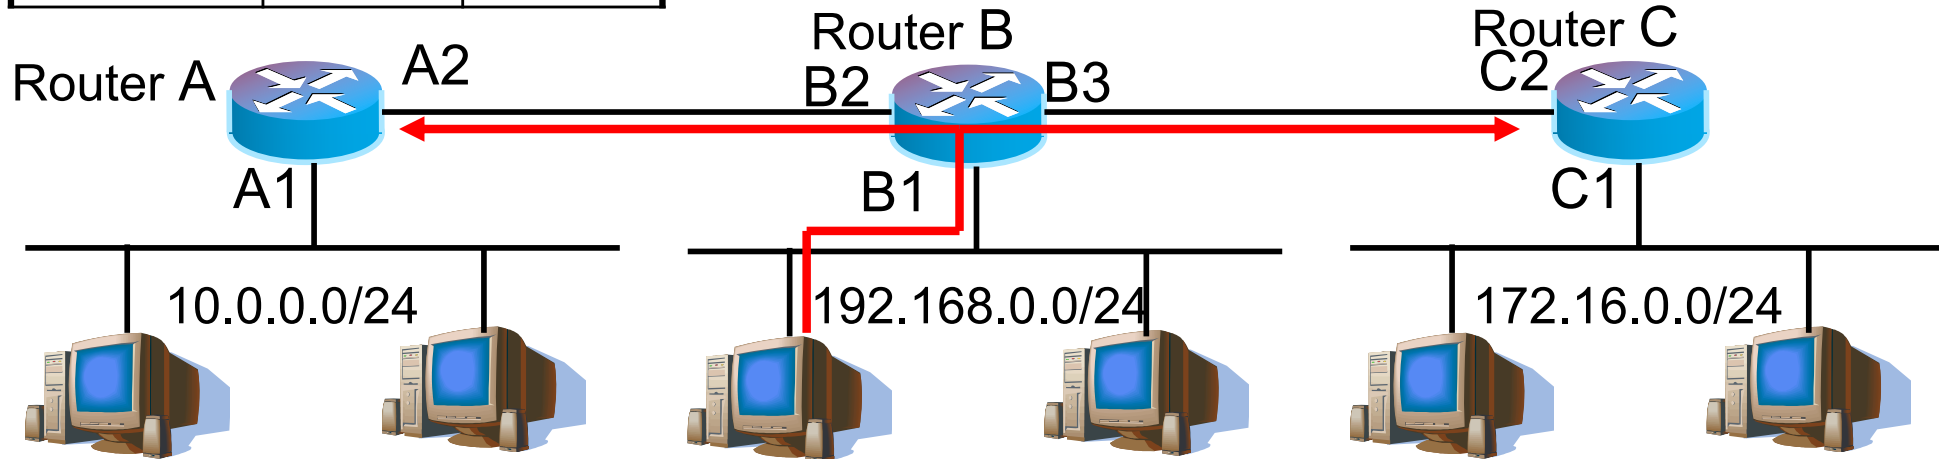 Router A
A2
Router B
B2
B3
Router C
C2
A1
B1
C1
10.0.0.0/24
192.168.0.0/24
172.16.0.0/24